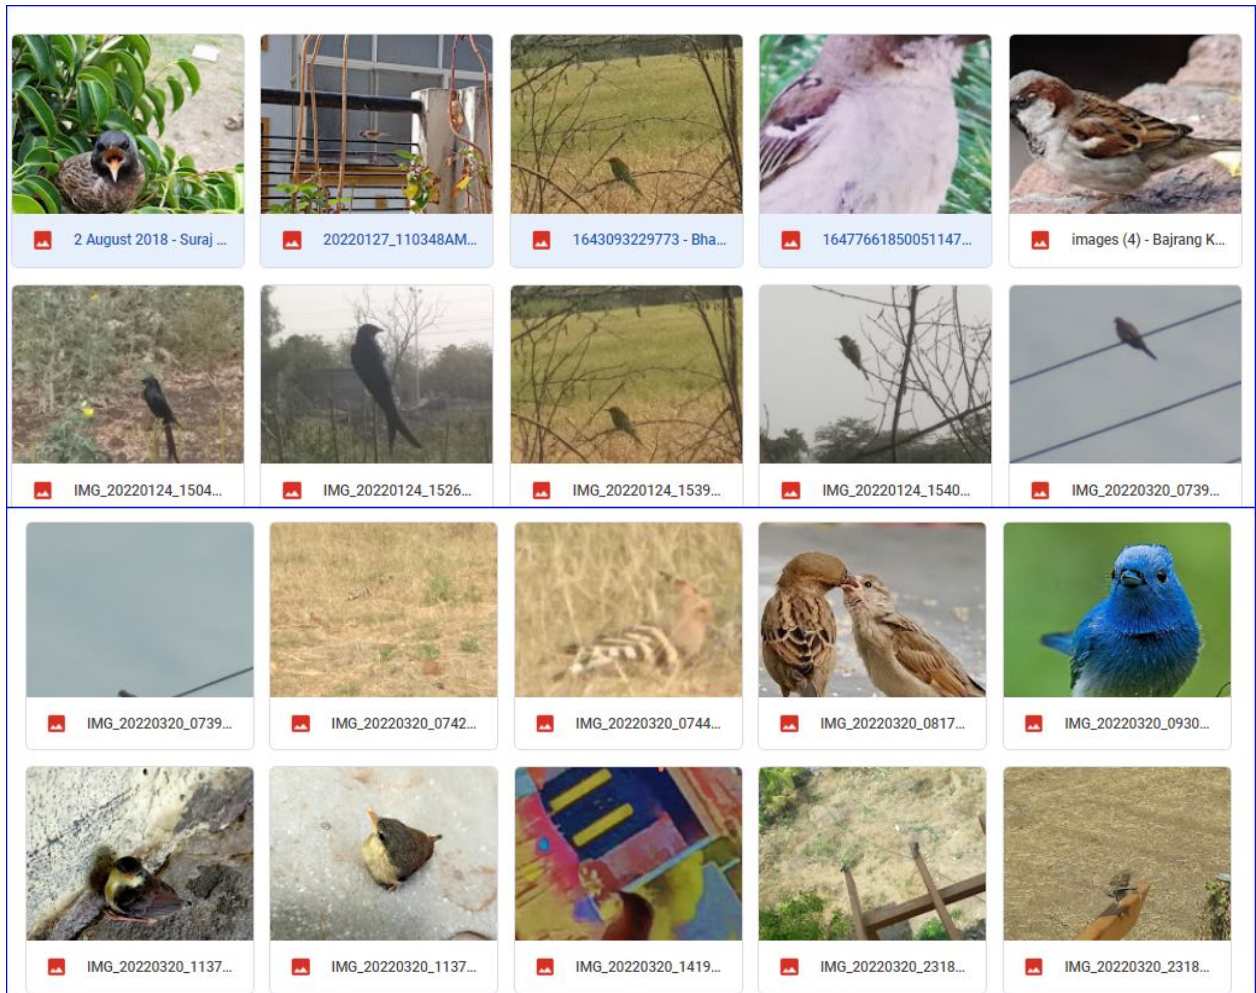 2 August 2018 - Suraj ...
20220127_110348AM...
1643093229773 - Bha...
16477661850051147...
images (4) - Bajrang K...
IMG_20220124_1504...
IMG_20220124_1526...
IMG_20220124_1539...
IMG_20220124_1540...
IMG_20220320_0739...
IMG_20220320_0739...
IMG_20220320_0742...
IMG_20220320_0744...
IMG_20220320_0817...
IMG_20220320_0930...
IMG_20220320_1137...
IMG_20220320_1137...
IMG_20220320_1419...
IMG_20220320_2318...
IMG_20220320_2318...